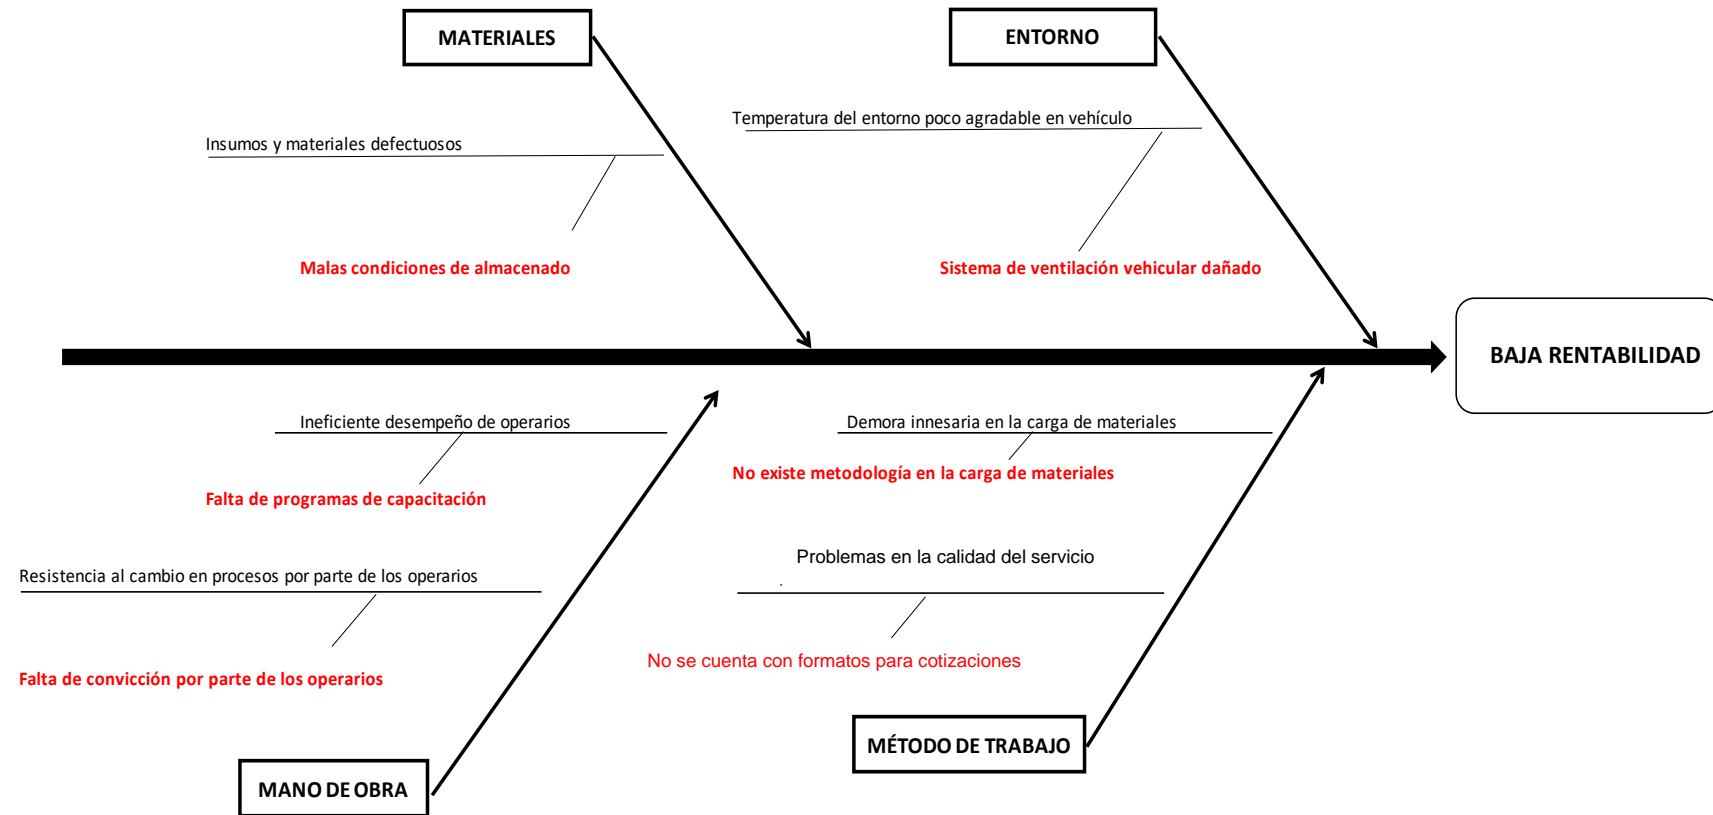 MATERIALES
ENTORNO
Temperatura del entorno poco agradable en vehículo
Insumos y materiales defectuosos
Malas condiciones de almacenado
Sistema de ventilación vehicular dañado
BAJA RENTABILIDAD
Ineficiente desempeño de operarios
Demora innesaria en la carga de materiales
No existe metodología en la carga de materiales
Falta de programas de capacitación
Problemas en la calidad del servicio
.
Resistencia al cambio en procesos por parte de los operarios
No se cuenta con formatos para cotizaciones
Falta de convicción por parte de los operarios
MÉTODO DE TRABAJO
MANO DE OBRA